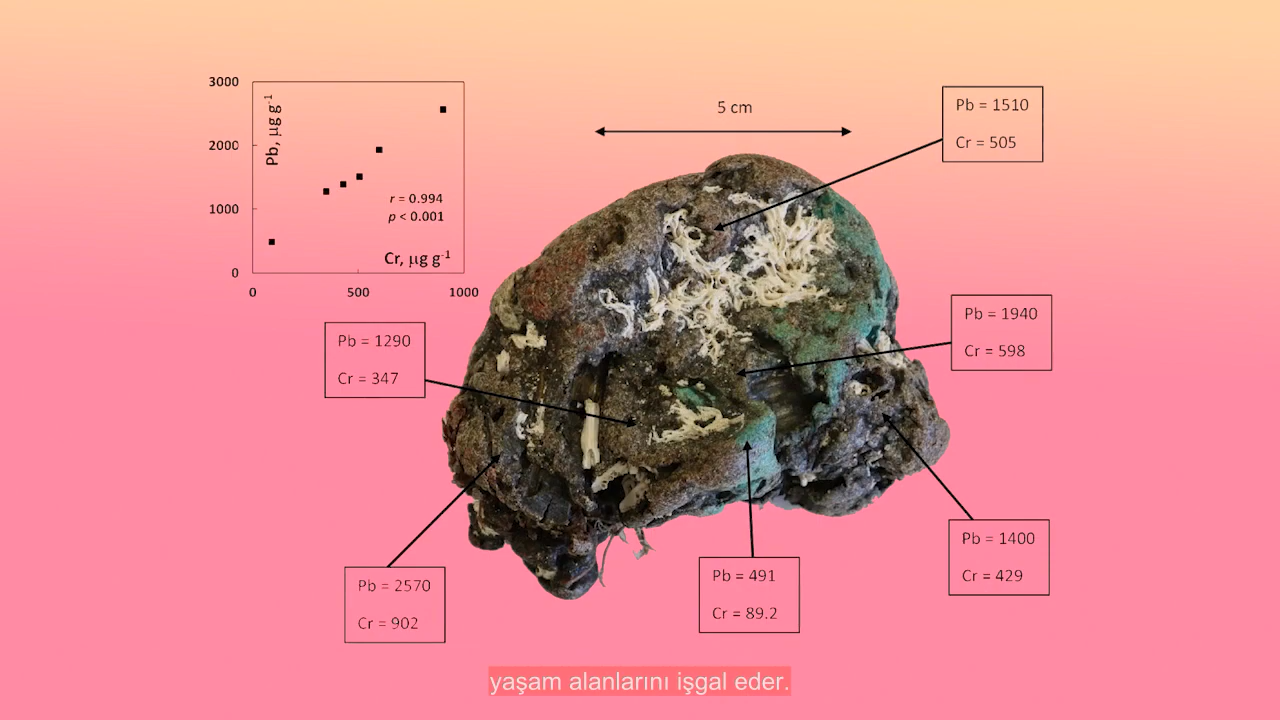 3000
2000
1000
0
Pb, µg g-1
r = 0.994
p < 0.001
Cr, µg g-1
0
500
1000
5 cm
Pb = 1510
Cr = 505
Pb = 1940
Cr = 598
Pb = 1290
Cr = 347
Pb = 1400
Cr = 429
Pb = 2570
Cr = 902
Pb = 491
Cr = 89.2
yaşam alanlarını işgal eder.